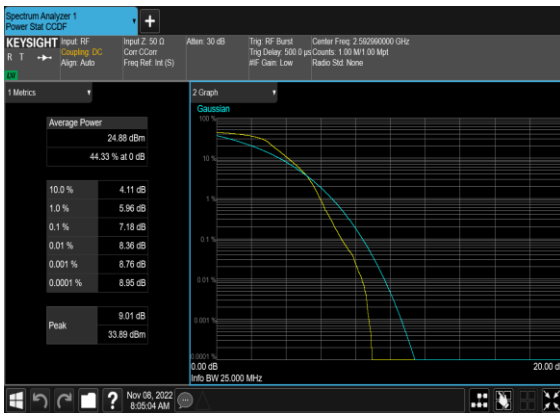 Spectrum Analyzer 1
Power Stat CCDF
KEYSIGHT
R T
LV
Input: RF
Coupling: DC
Align: Auto
Input Z: 50 Ω
Corr CCorr
Freq Ref: Int (S)
Atten: 30 dB
Trig: RF Burst
Trig Delay: 500.0 µs
#IF Gain: Low
Center Freq: 2.592990000 GHz
Counts: 1.00 M/1.00 Mpt
Radio Std: None
1 Metrics
Average Power
24.88 dBm
44.33 % at 0 dB
10.0 % 4.11 dB
1.0 % 5.96 dB
0.1 % 7.18 dB
0.01 % 8.36 dB
0.001 % 8.76 dB
0.0001 % 8.95 dB
Peak
9.01 dB
33.89 dBm
2 Graph
Gaussian
100 %
10 %
1 %
0.1 %
0.01 %
0.001 %
0.0001 %
0.00 dB
20.00 d
Info BW 25.000 MHz
Nov 08, 2022
8:05:04 AM